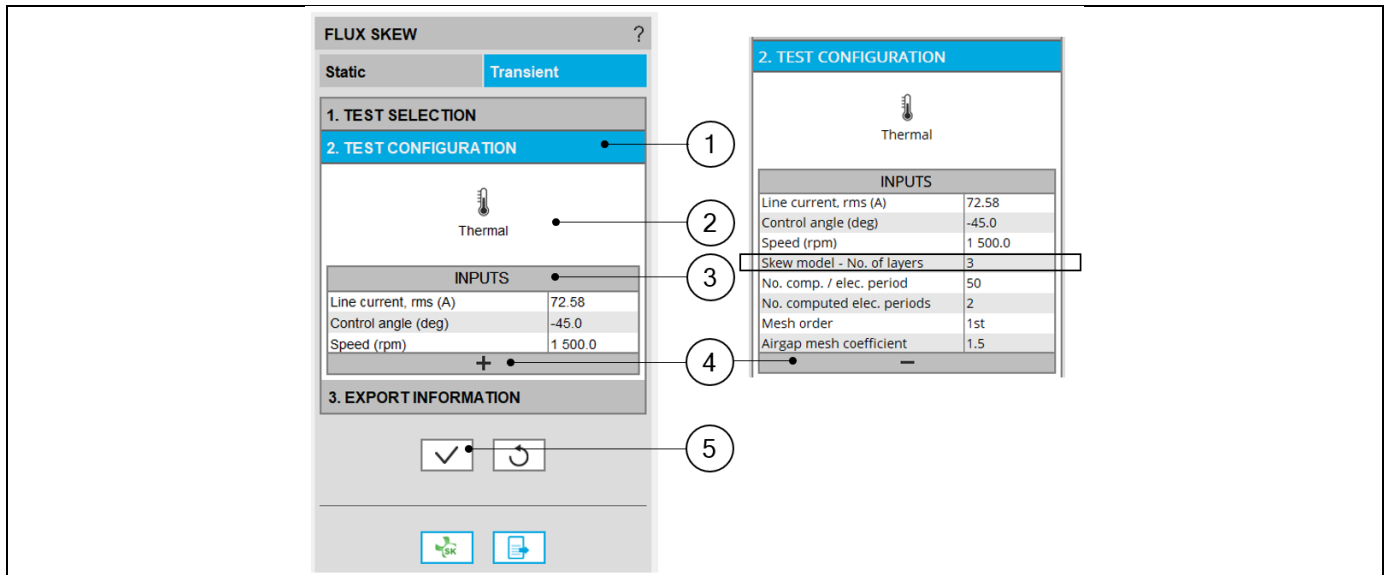 FLUX SKEW ?
Static Transient
1. TEST SELECTION
2. TEST CONFIGURATION
Thermal
INPUTS
Line current, rms (A) 72.58
Control angle (deg) -45.0
Speed (rpm) 1 500.0
+
3. EXPORT INFORMATION
SK
1
2
3
4
5
2. TEST CONFIGURATION
Thermal
INPUTS
Line current, rms (A) 72.58
Control angle (deg) -45.0
Speed (rpm) 1 500.0
Skew model - No. of layers 3
No. comp. / elec. period 50
No. computed elec. periods 2
Mesh order 1st
Airgap mesh coefficient 1.5
−